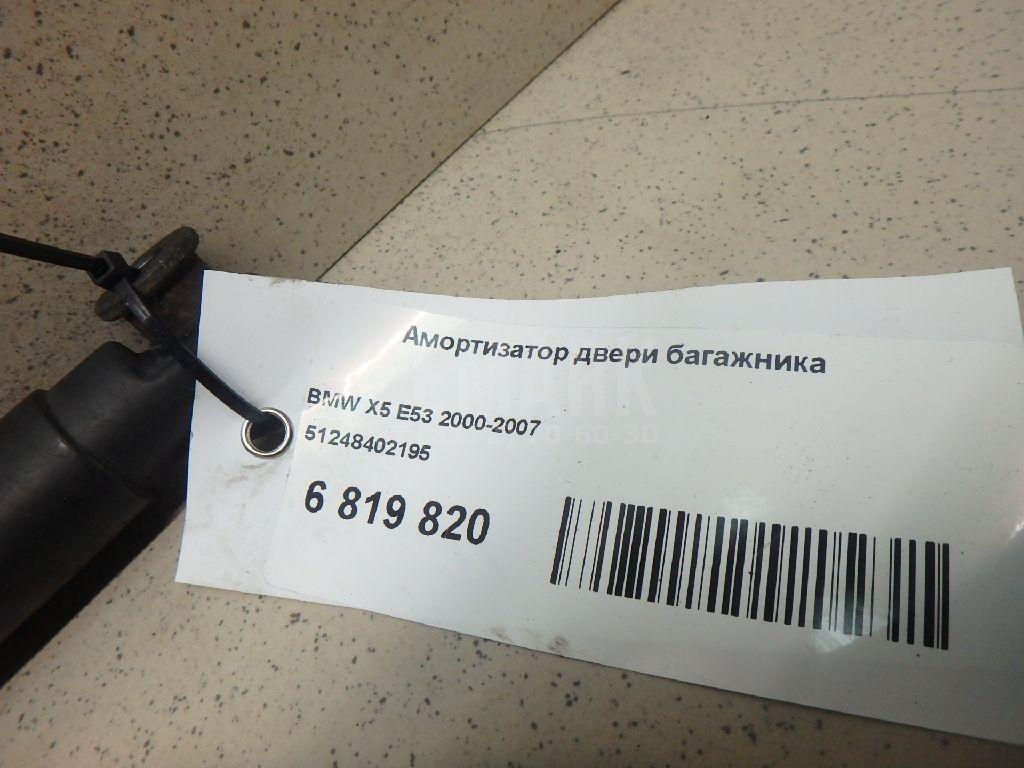 Амортизатор двери багажника
BMW X5 E53 2000-2007
51248402195
6 819 820